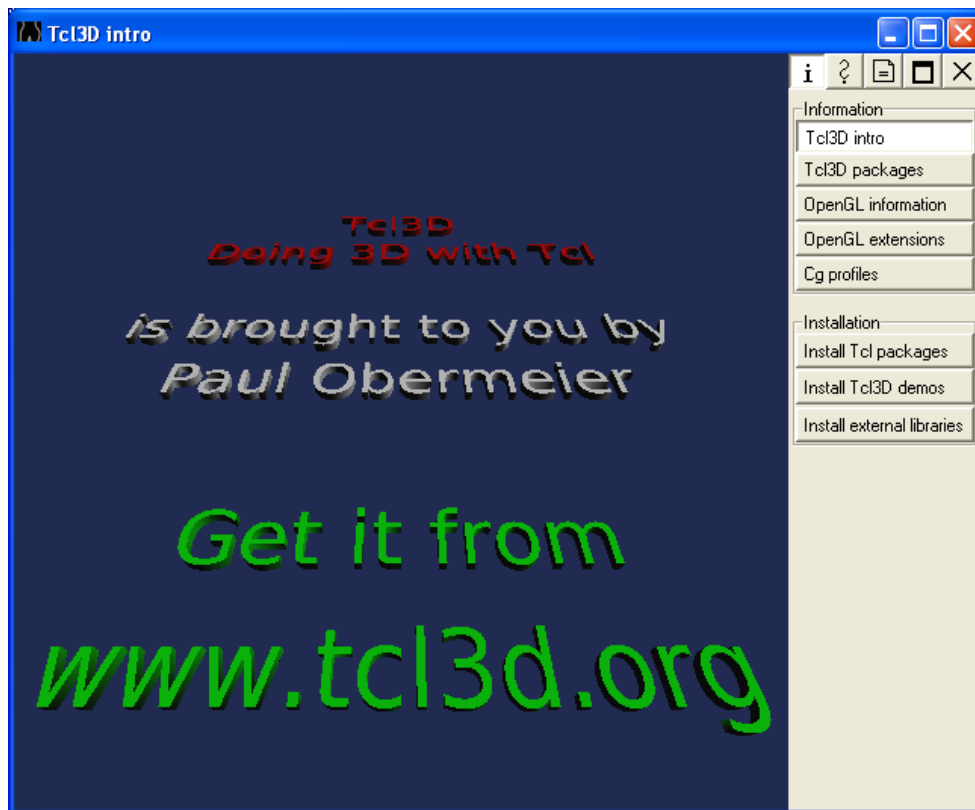 Tcl3D intro
Information
Tcl3D intro
Tcl3D packages
OpenGL information
OpenGL extensions
Cg profiles
Installation
Install Tcl packages
Install Tcl3D demos
Install external libraries
Tcl3D
Doing 3D with Tcl
is brought to you by
Paul Obermeier
Get it from
www.tcl3d.org